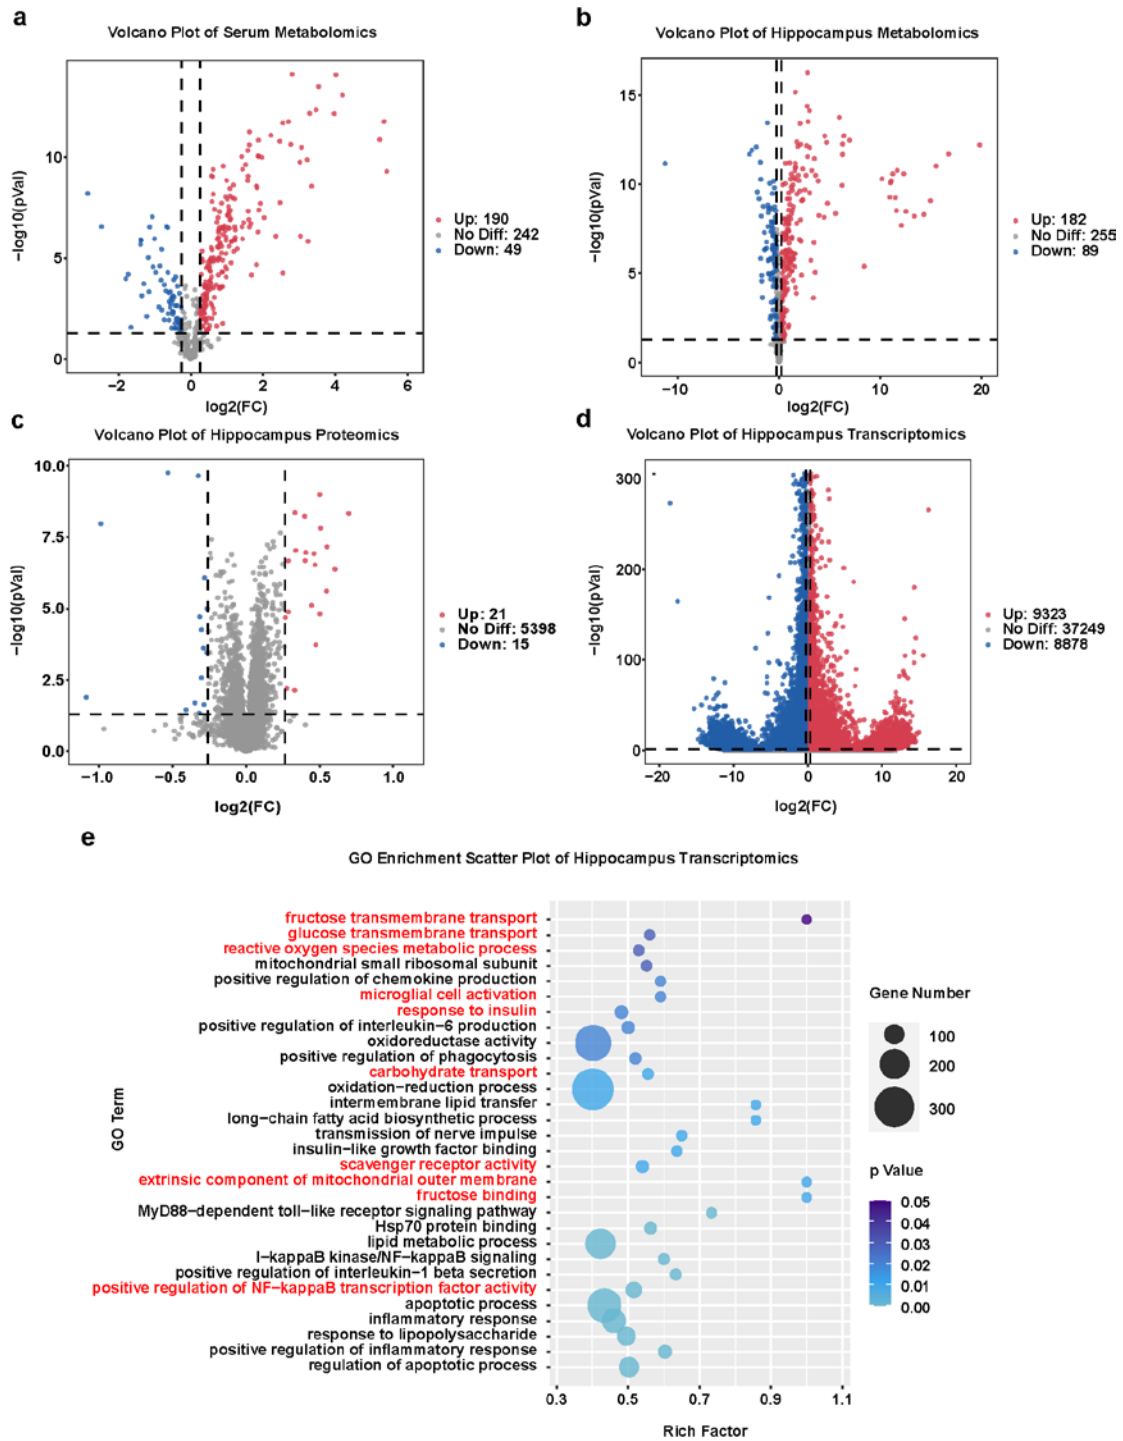 a
Volcano Plot of Serum Metabolomics
−log10(pVal)
10
5
0
−2
0
2
4
6
log2(FC)
Up: 190
No Diff: 242
Down: 49
b
Volcano Plot of Hippocampus Metabolomics
−log10(pVal)
15
10
5
0
−10
0
10
20
log2(FC)
Up: 182
No Diff: 255
Down: 89
c
Volcano Plot of Hippocampus Proteomics
−log10(pVal)
10.0
7.5
5.0
2.5
0.0
−1.0
−0.5
0.0
0.5
1.0
log2(FC)
Up: 21
No Diff: 5398
Down: 15
d
Volcano Plot of Hippocampus Transcriptomics
−log10(pVal)
300
200
100
0
−20
−10
0
10
20
log2(FC)
Up: 9323
No Diff: 37249
Down: 8878
e
GO Enrichment Scatter Plot of Hippocampus Transcriptomics
GO Term
fructose transmembrane transport
glucose transmembrane transport
reactive oxygen species metabolic process
mitochondrial small ribosomal subunit
positive regulation of chemokine production
microglial cell activation
response to insulin
positive regulation of interleukin−6 production
oxidoreductase activity
positive regulation of phagocytosis
carbohydrate transport
oxidation−reduction process
intermembrane lipid transfer
long−chain fatty acid biosynthetic process
transmission of nerve impulse
insulin−like growth factor binding
scavenger receptor activity
extrinsic component of mitochondrial outer membrane
fructose binding
MyD88−dependent toll−like receptor signaling pathway
Hsp70 protein binding
lipid metabolic process
I−kappaB kinase/NF−kappaB signaling
positive regulation of interleukin−1 beta secretion
positive regulation of NF−kappaB transcription factor activity
apoptotic process
inflammatory response
response to lipopolysaccharide
positive regulation of inflammatory response
regulation of apoptotic process
0.3
0.5
0.7
0.9
1.1
Rich Factor
Gene Number
100
200
300
p Value
0.05
0.04
0.03
0.02
0.01
0.00